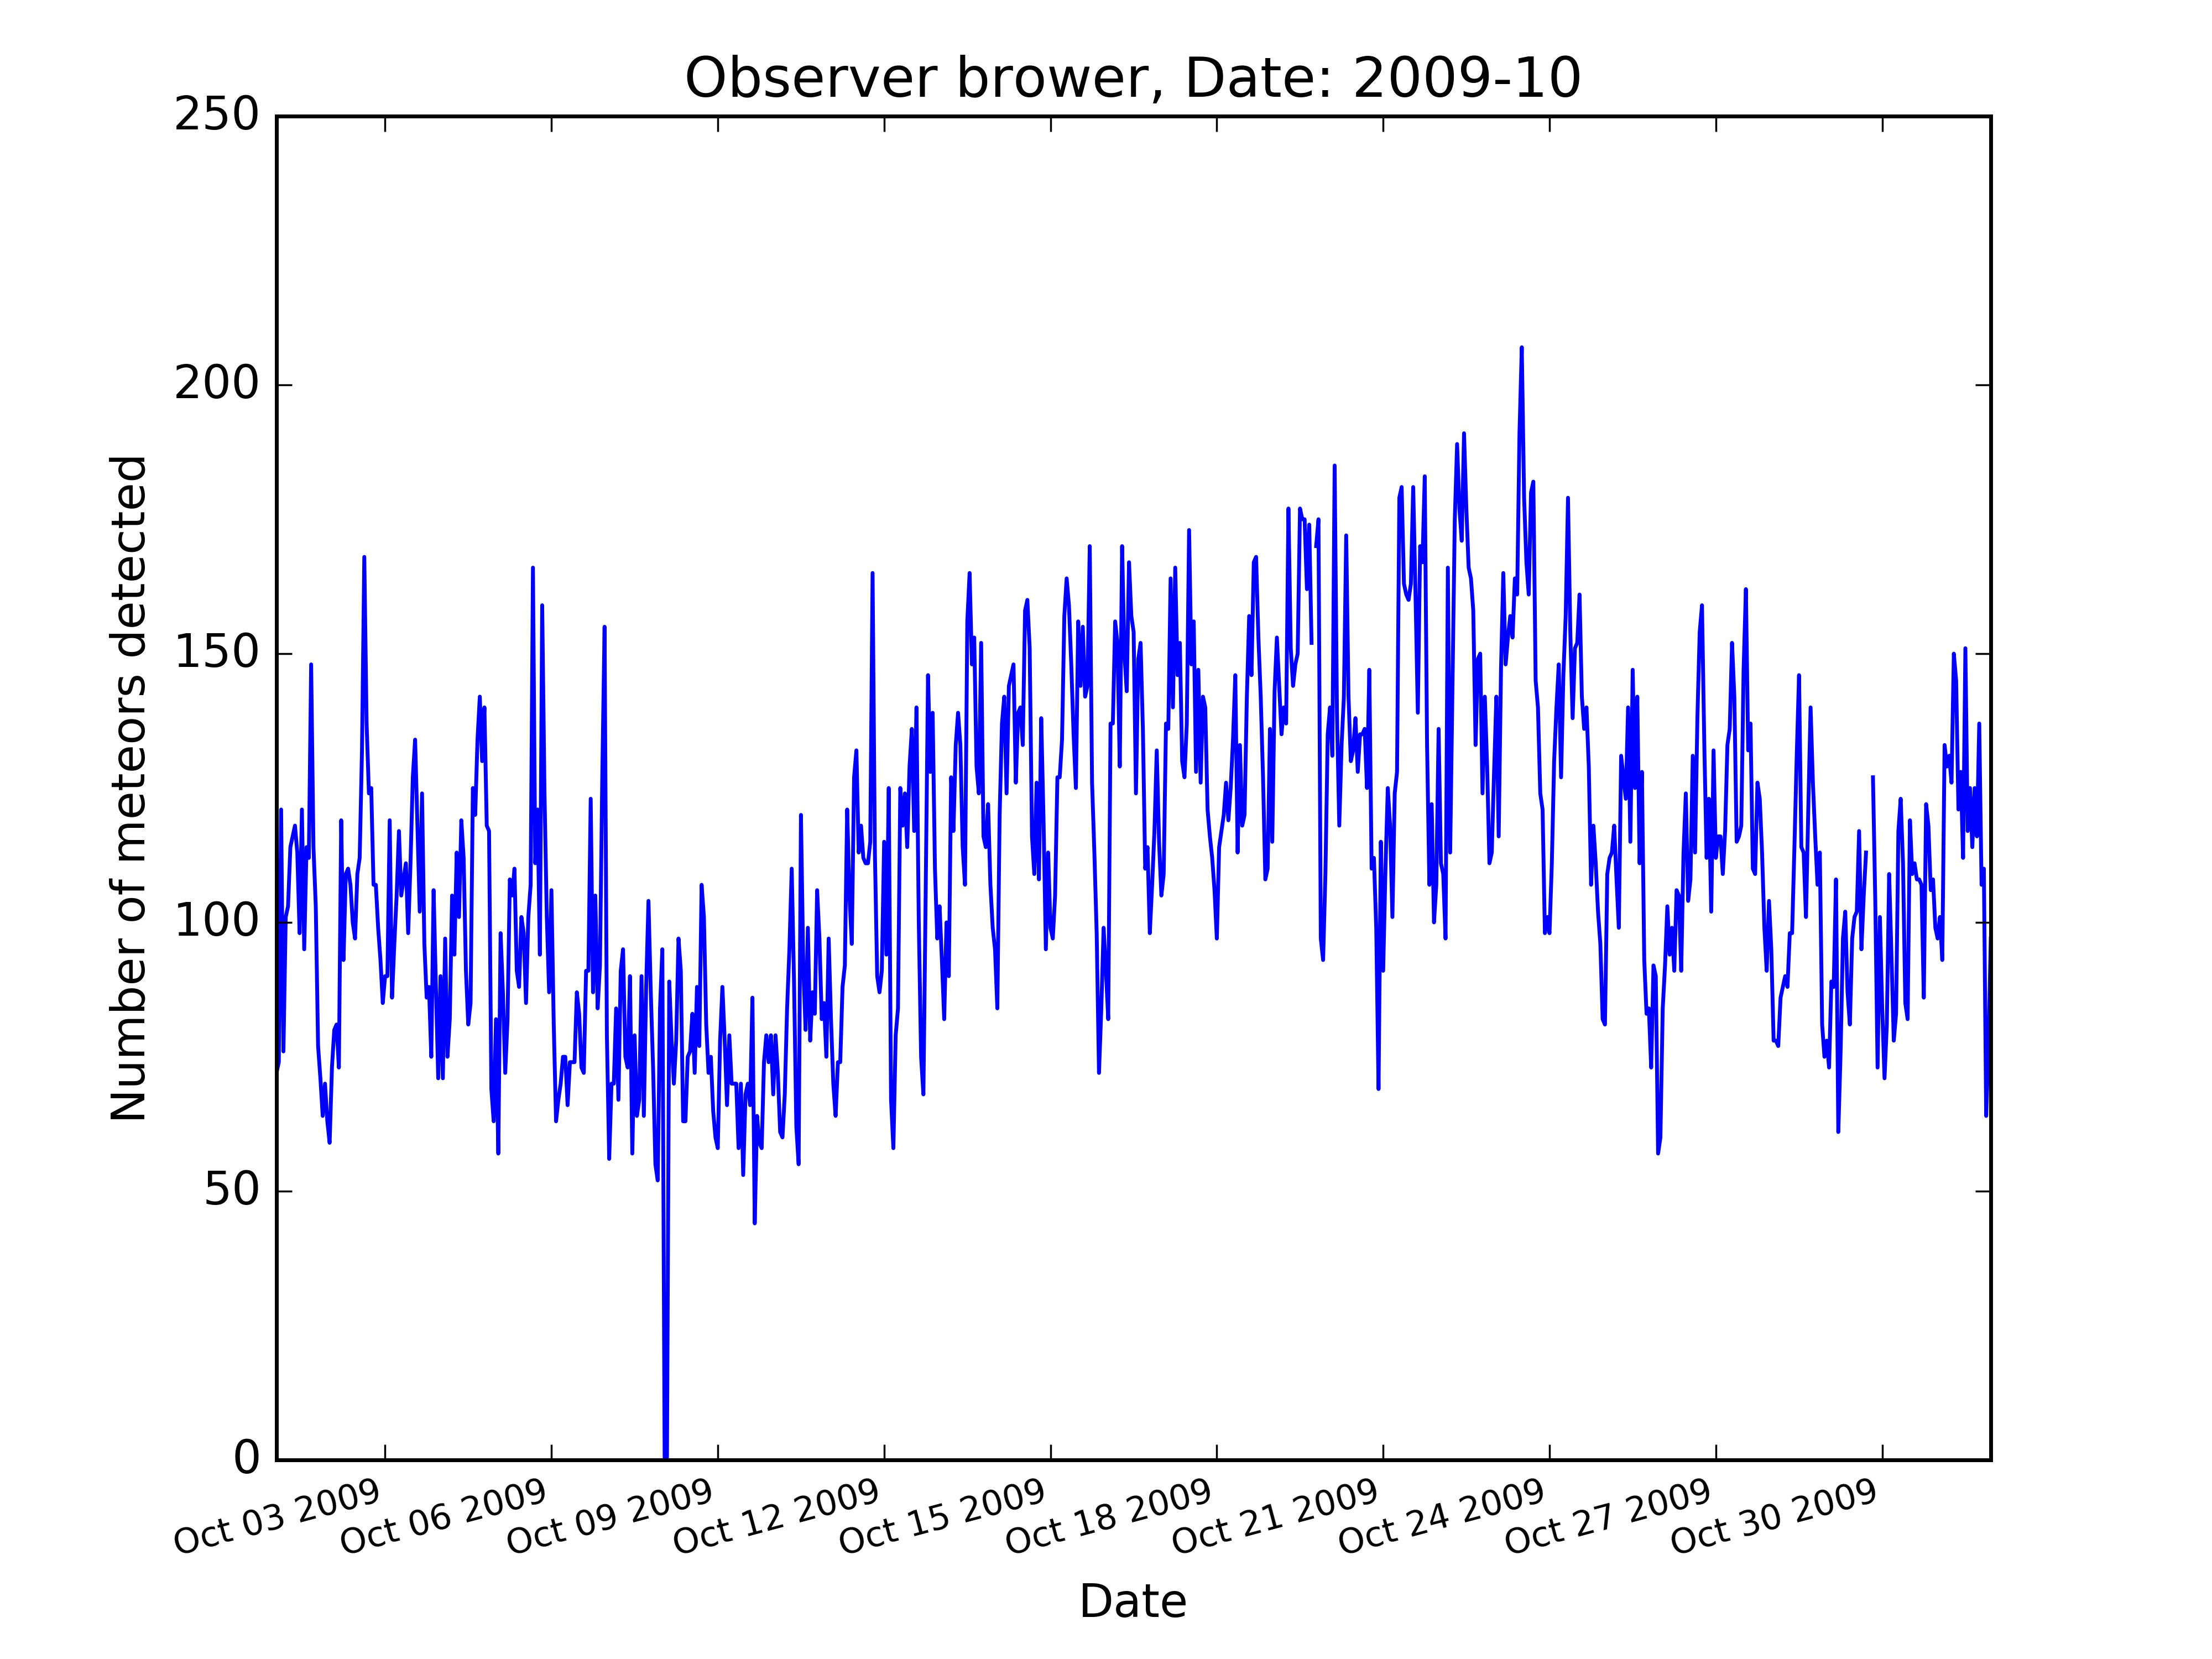 Observer brower, Date: 2009-10
Number of meteors detected
250
200
150
100
50
0
Oct 03 2009
Oct 06 2009
Oct 09 2009
Oct 12 2009
Oct 15 2009
Oct 18 2009
Oct 21 2009
Oct 24 2009
Oct 27 2009
Oct 30 2009
Date